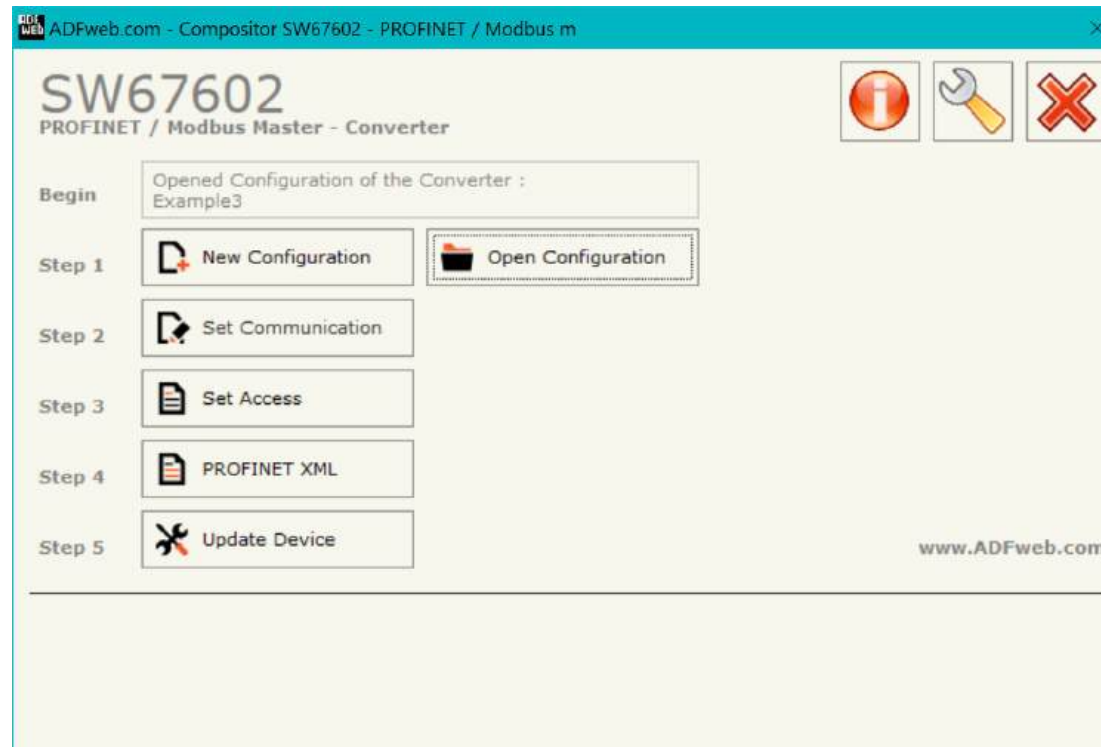 ADFweb.com - Compositor SW67602 - PROFINET / Modbus m
SW67602
PROFINET / Modbus Master - Converter
Begin
Opened Configuration of the Converter :
Example3
Step 1
New Configuration
Open Configuration
Step 2
Set Communication
Step 3
Set Access
Step 4
PROFINET XML
Step 5
Update Device
www.ADFweb.com